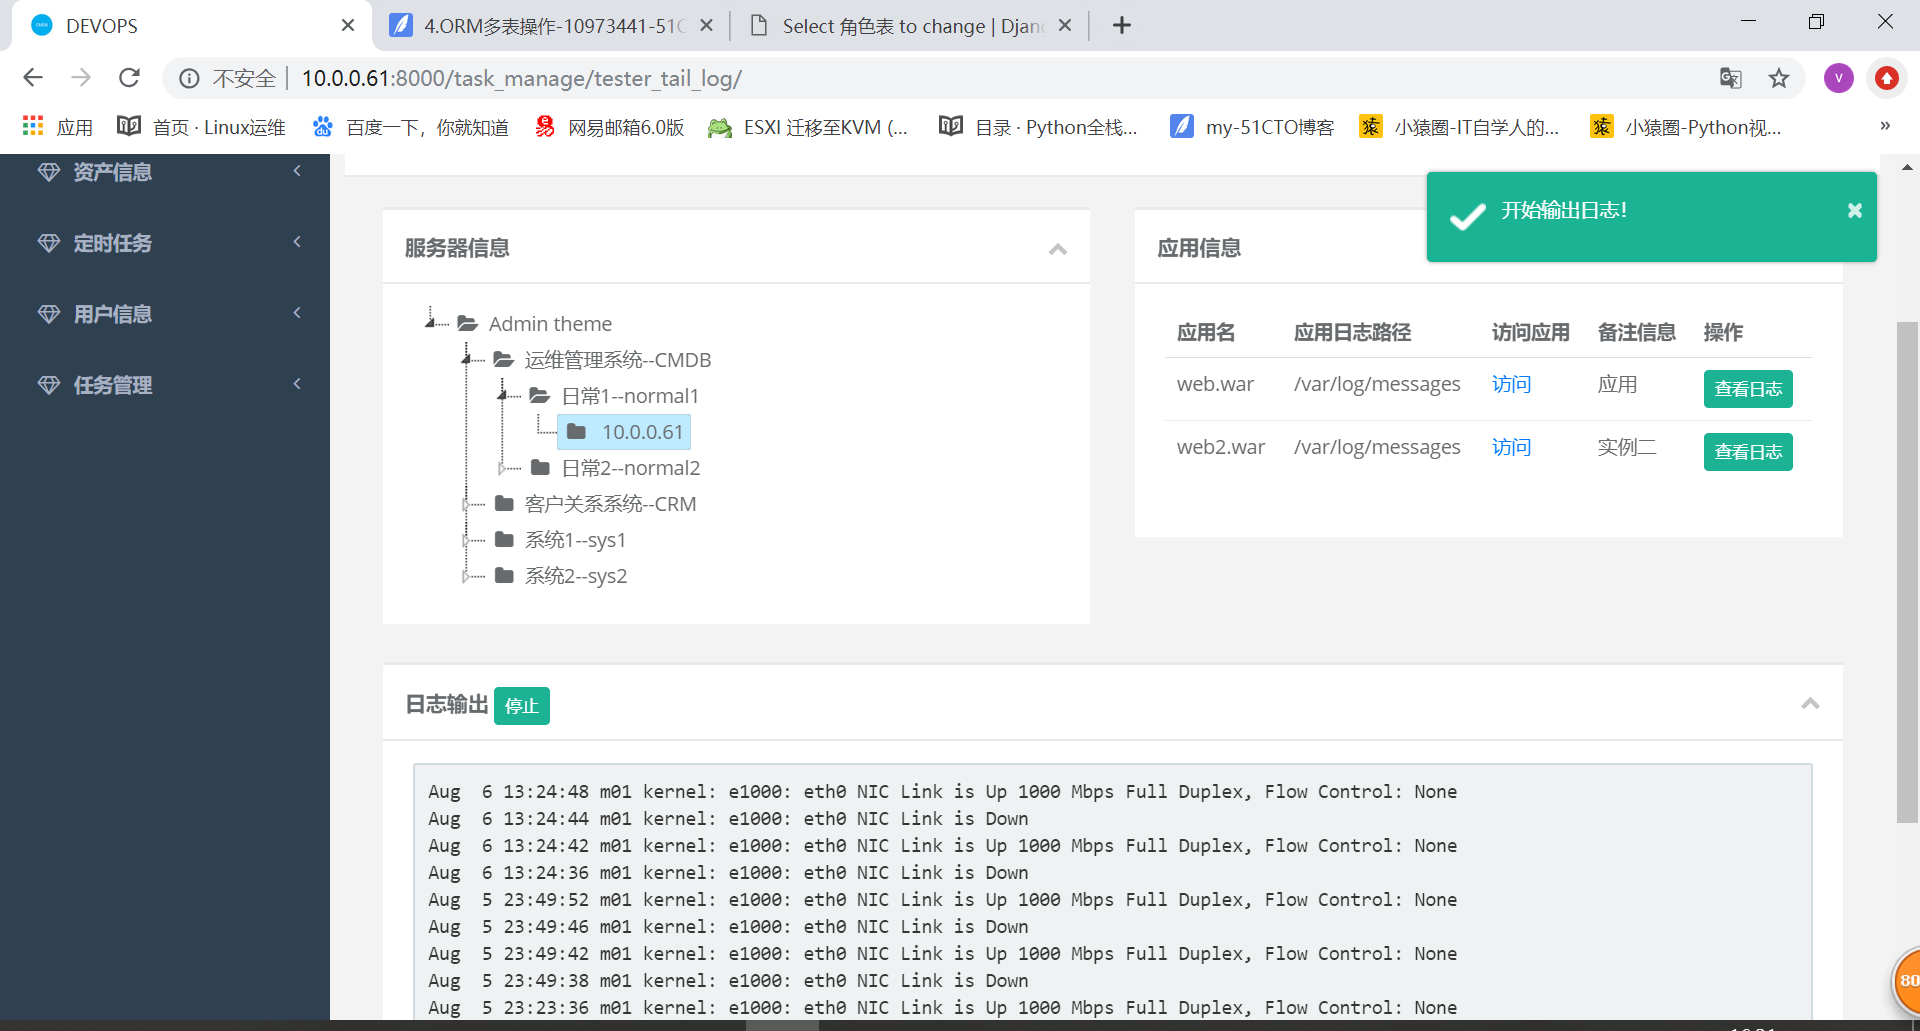 DEVOPS
4.ORM多表操作-10973441-51C
Select 角色表 to change | Djan
不安全 | 10.0.0.61:8000/task_manage/tester_tail_log/
V
应用
首页 · Linux运维
百度一下，你就知道
网易邮箱6.0版
ESXI 迁移至KVM (...
目录 · Python全栈...
my-51CTO博客
小猿圈-IT自学人的...
小猿圈-Python视...
»
资产信息
定时任务
用户信息
任务管理
开始输出日志!
服务器信息
Admin theme
运维管理系统--CMDB
日常1--normal1
10.0.0.61
日常2--normal2
客户关系系统--CRM
系统1--sys1
系统2--sys2
应用信息
应用名 应用日志路径 访问应用 备注信息 操作
web.war /var/log/messages 访问 应用 查看日志
web2.war /var/log/messages 访问 实例二 查看日志
日志输出 停止
Aug  6 13:24:48 m01 kernel: e1000: eth0 NIC Link is Up 1000 Mbps Full Duplex, Flow Control: None
Aug  6 13:24:44 m01 kernel: e1000: eth0 NIC Link is Down
Aug  6 13:24:42 m01 kernel: e1000: eth0 NIC Link is Up 1000 Mbps Full Duplex, Flow Control: None
Aug  6 13:24:36 m01 kernel: e1000: eth0 NIC Link is Down
Aug  5 23:49:52 m01 kernel: e1000: eth0 NIC Link is Up 1000 Mbps Full Duplex, Flow Control: None
Aug  5 23:49:46 m01 kernel: e1000: eth0 NIC Link is Down
Aug  5 23:49:42 m01 kernel: e1000: eth0 NIC Link is Up 1000 Mbps Full Duplex, Flow Control: None
Aug  5 23:49:38 m01 kernel: e1000: eth0 NIC Link is Down
Aug  5 23:23:36 m01 kernel: e1000: eth0 NIC Link is Up 1000 Mbps Full Duplex, Flow Control: None
80